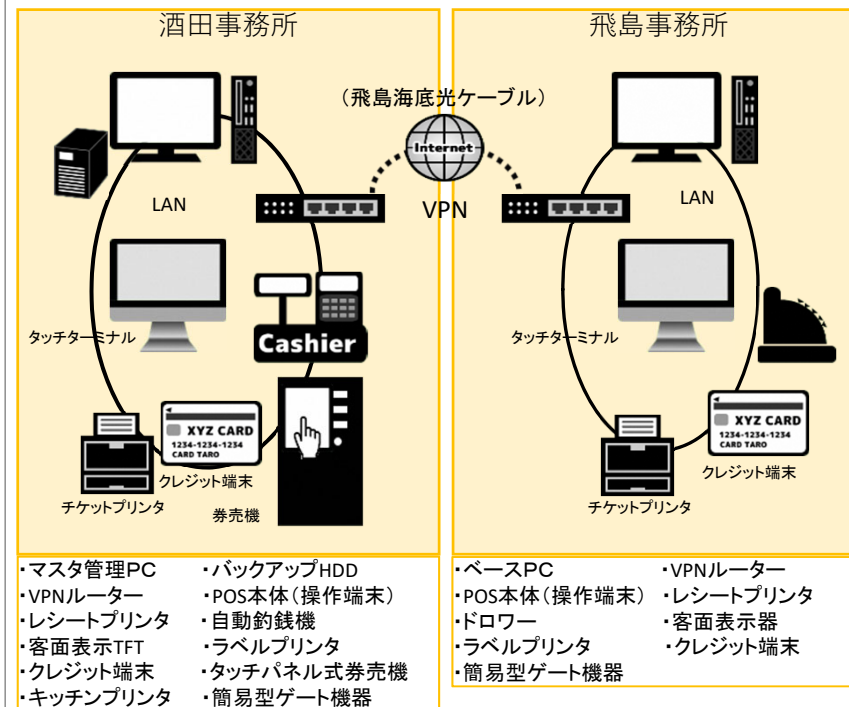 酒田事務所
飛島事務所
(飛島海底光ケーブル)
Internet
VPN
LAN
LAN
タッチターミナル
Cashier
タッチターミナル
XYZ CARD
1234-1234-1234
CARD TARO
XYZ CARD
1234-1234-1234
CARD TARO
クレジット端末
クレジット端末
チケットプリンタ
券売機
チケットプリンタ
・マスタ管理PC ・バックアップHDD
・VPNルーター ・POS本体(操作端末)
・レシートプリンタ ・自動釣銭機
・客面表示TFT ・ラベルプリンタ
・クレジット端末 ・タッチパネル式券売機
・キッチンプリンタ ・簡易型ゲート機器
・ベースPC ・VPNルーター
・POS本体(操作端末) ・レシートプリンタ
・ドロワー ・客面表示器
・ラベルプリンタ ・クレジット端末
・簡易型ゲート機器